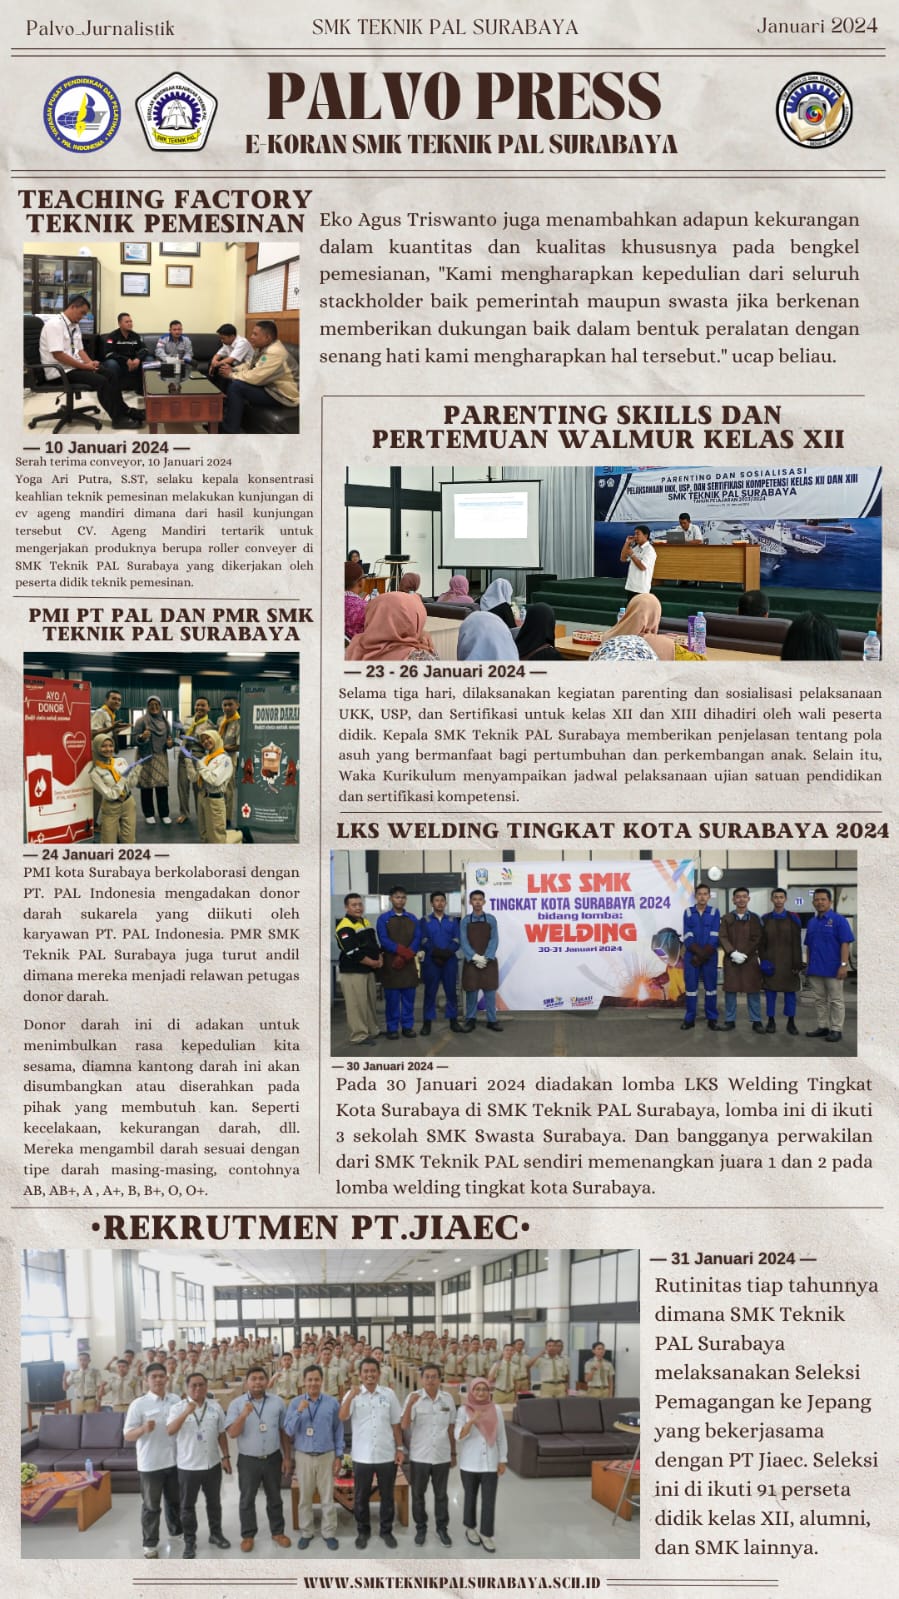 Palvo_Jurnalistik
SMK TEKNIK PAL SURABAYA
Januari 2024
PALVO PRESS
E-KORAN SMK TEKNIK PAL SURABAYA
SMK TEKNIK PAL
TEACHING FACTORY
TEKNIK PEMESINAN
— 10 Januari 2024 —
Serah terima conveyor, 10 Januari 2024
Yoga Ari Putra, S.ST, selaku kepala konsentrasi
keahlian teknik pemesinan melakukan kunjungan di
cv ageng mandiri dimana dari hasil kunjungan
tersebut CV. Ageng Mandiri tertarik untuk
mengerjakan produknya berupa roller conveyer di
SMK Teknik PAL Surabaya yang dikerjakan oleh
peserta didik teknik pemesinan.
Eko Agus Triswanto juga menambahkan adapun kekurangan
dalam kuantitas dan kualitas khususnya pada bengkel
pemesianan, "Kami mengharapkan kepedulian dari seluruh
stackholder baik pemerintah maupun swasta jika berkenan
memberikan dukungan baik dalam bentuk peralatan dengan
senang hati kami mengharapkan hal tersebut." ucap beliau.
PMI PT PAL DAN PMR SMK
TEKNIK PAL SURABAYA
BUMN
AYO
DONOR
BUMN
DONOR DARAH
— 24 Januari 2024 —
PMI kota Surabaya berkolaborasi dengan
PT. PAL Indonesia mengadakan donor
darah sukarela yang diikuti oleh
karyawan PT. PAL Indonesia. PMR SMK
Teknik PAL Surabaya juga turut andil
dimana mereka menjadi relawan petugas
donor darah.
Donor darah ini di adakan untuk
menimbulkan rasa kepedulian kita
sesama, diamna kantong darah ini akan
disumbangkan atau diserahkan pada
pihak yang membutuh kan. Seperti
kecelakaan, kekurangan darah, dll.
Mereka mengambil darah sesuai dengan
tipe darah masing-masing, contohnya
AB, AB+, A , A+, B, B+, O, O+.
PARENTING SKILLS DAN
PERTEMUAN WALMUR KELAS XII
PARENTING DAN SOSIALISASI
PELAKSANAAN UKK, USP, DAN SERTIFIKASI KOMPETENSI KELAS XII DAN XIII
SMK TEKNIK PAL SURABAYA
TAHUN PELAJARAN 2023/2024
— 23 - 26 Januari 2024 —
Selama tiga hari, dilaksanakan kegiatan parenting dan sosialisasi pelaksanaan
UKK, USP, dan Sertifikasi untuk kelas XII dan XIII dihadiri oleh wali peserta
didik. Kepala SMK Teknik PAL Surabaya memberikan penjelasan tentang pola
asuh yang bermanfaat bagi pertumbuhan dan perkembangan anak. Selain itu,
Waka Kurikulum menyampaikan jadwal pelaksanaan ujian satuan pendidikan
dan sertifikasi kompetensi.
LKS WELDING TINGKAT KOTA SURABAYA 2024
LKS SMK
TINGKAT KOTA SURABAYA 2024
bidang lomba:
WELDING
30-31 Januari 2024
11
— 30 Januari 2024 —
Pada 30 Januari 2024 diadakan lomba LKS Welding Tingkat
Kota Surabaya di SMK Teknik PAL Surabaya, lomba ini di ikuti
3 sekolah SMK Swasta Surabaya. Dan bangganya perwakilan
dari SMK Teknik PAL sendiri memenangkan juara 1 dan 2 pada
lomba welding tingkat kota Surabaya.
•REKRUTMEN PT.JIAEC•
— 31 Januari 2024 —
Rutinitas tiap tahunnya
dimana SMK Teknik
PAL Surabaya
melaksanakan Seleksi
Pemagangan ke Jepang
yang bekerjasama
dengan PT Jiaec. Seleksi
ini di ikuti 91 perseta
didik kelas XII, alumni,
dan SMK lainnya.
WWW.SMKTEKNIKPALSURABAYA.SCH.ID